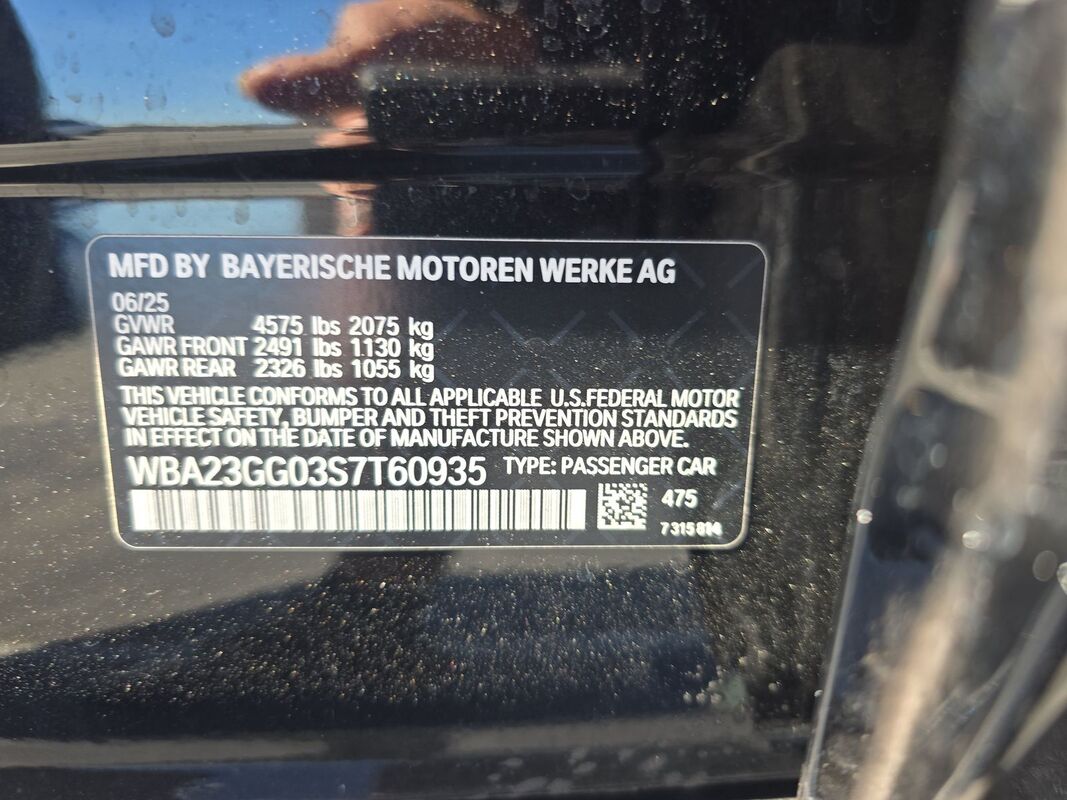 MFD BY BAYERISCHE MOTOREN WERKE AG
06/25
GVWR 4575 lbs 2075 kg
GAWR FRONT 2491 lbs 1130 kg
GAWR REAR 2326 lbs 1055 kg
THIS VEHICLE CONFORMS TO ALL APPLICABLE U.S.FEDERAL MOTOR
VEHICLE SAFETY, BUMPER AND THEFT PREVENTION STANDARDS
IN EFFECT ON THE DATE OF MANUFACTURE SHOWN ABOVE.
WBA23GG03S7T60935 TYPE: PASSENGER CAR
475
7 315 814